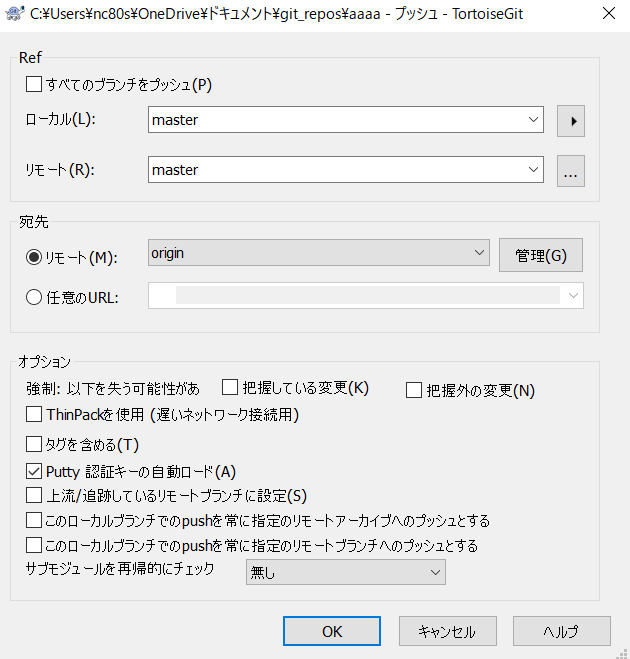 C:¥Users¥nc80s¥OneDrive¥ドキュメント¥git_repos¥aaaa - プッシュ - TortoiseGit
Ref
すべてのブランチをプッシュ(P)
ローカル(L): master
リモート(R): master ...
宛先
リモート(M): origin 管理(G)
任意のURL:
オプション
強制: 以下を失う可能性があ 把握している変更(K) 把握外の変更(N)
ThinPackを使用 (遅いネットワーク接続用)
タグを含める(T)
Putty 認証キーの自動ロード(A)
上流/追跡しているリモートブランチに設定(S)
このローカルブランチでのpushを常に指定のリモートアーカイブへのプッシュとする
このローカルブランチでのpushを常に指定のリモートブランチへのプッシュとする
サブモジュールを再帰的にチェック 無し
OK キャンセル ヘルプ